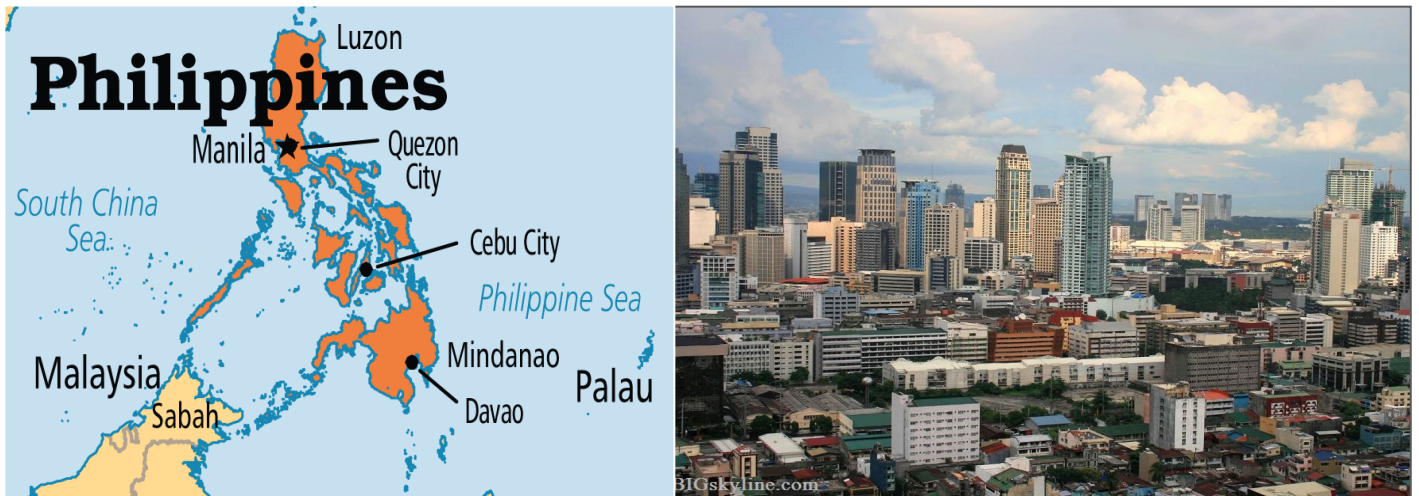 Luzon
Philippines
Manila
Quezon
City
South China
Sea
Cebu City
Philippine Sea
Malaysia
Mindanao
Palau
Sabah
Davao
BIGskyline.com